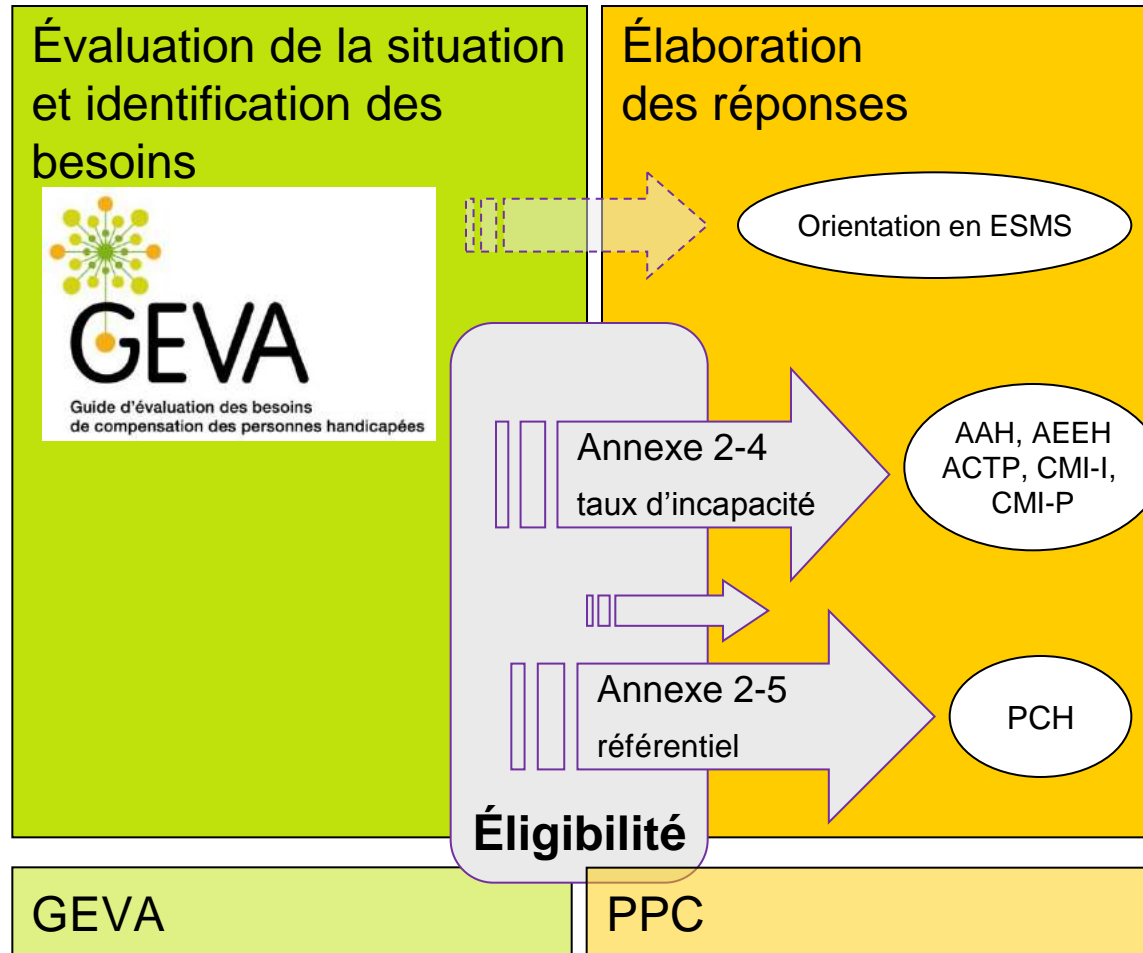 Évaluation de la situation
et identification des
besoins
GEVA
Guide d'évaluation des besoins
de compensation des personnes handicapées
Élaboration
des réponses
Orientation en ESMS
Annexe 2-4
taux d'incapacité
AAH, AEEH
ACTP, CMI-I,
CMI-P
Annexe 2-5
référentiel
PCH
Éligibilité
GEVA
PPC